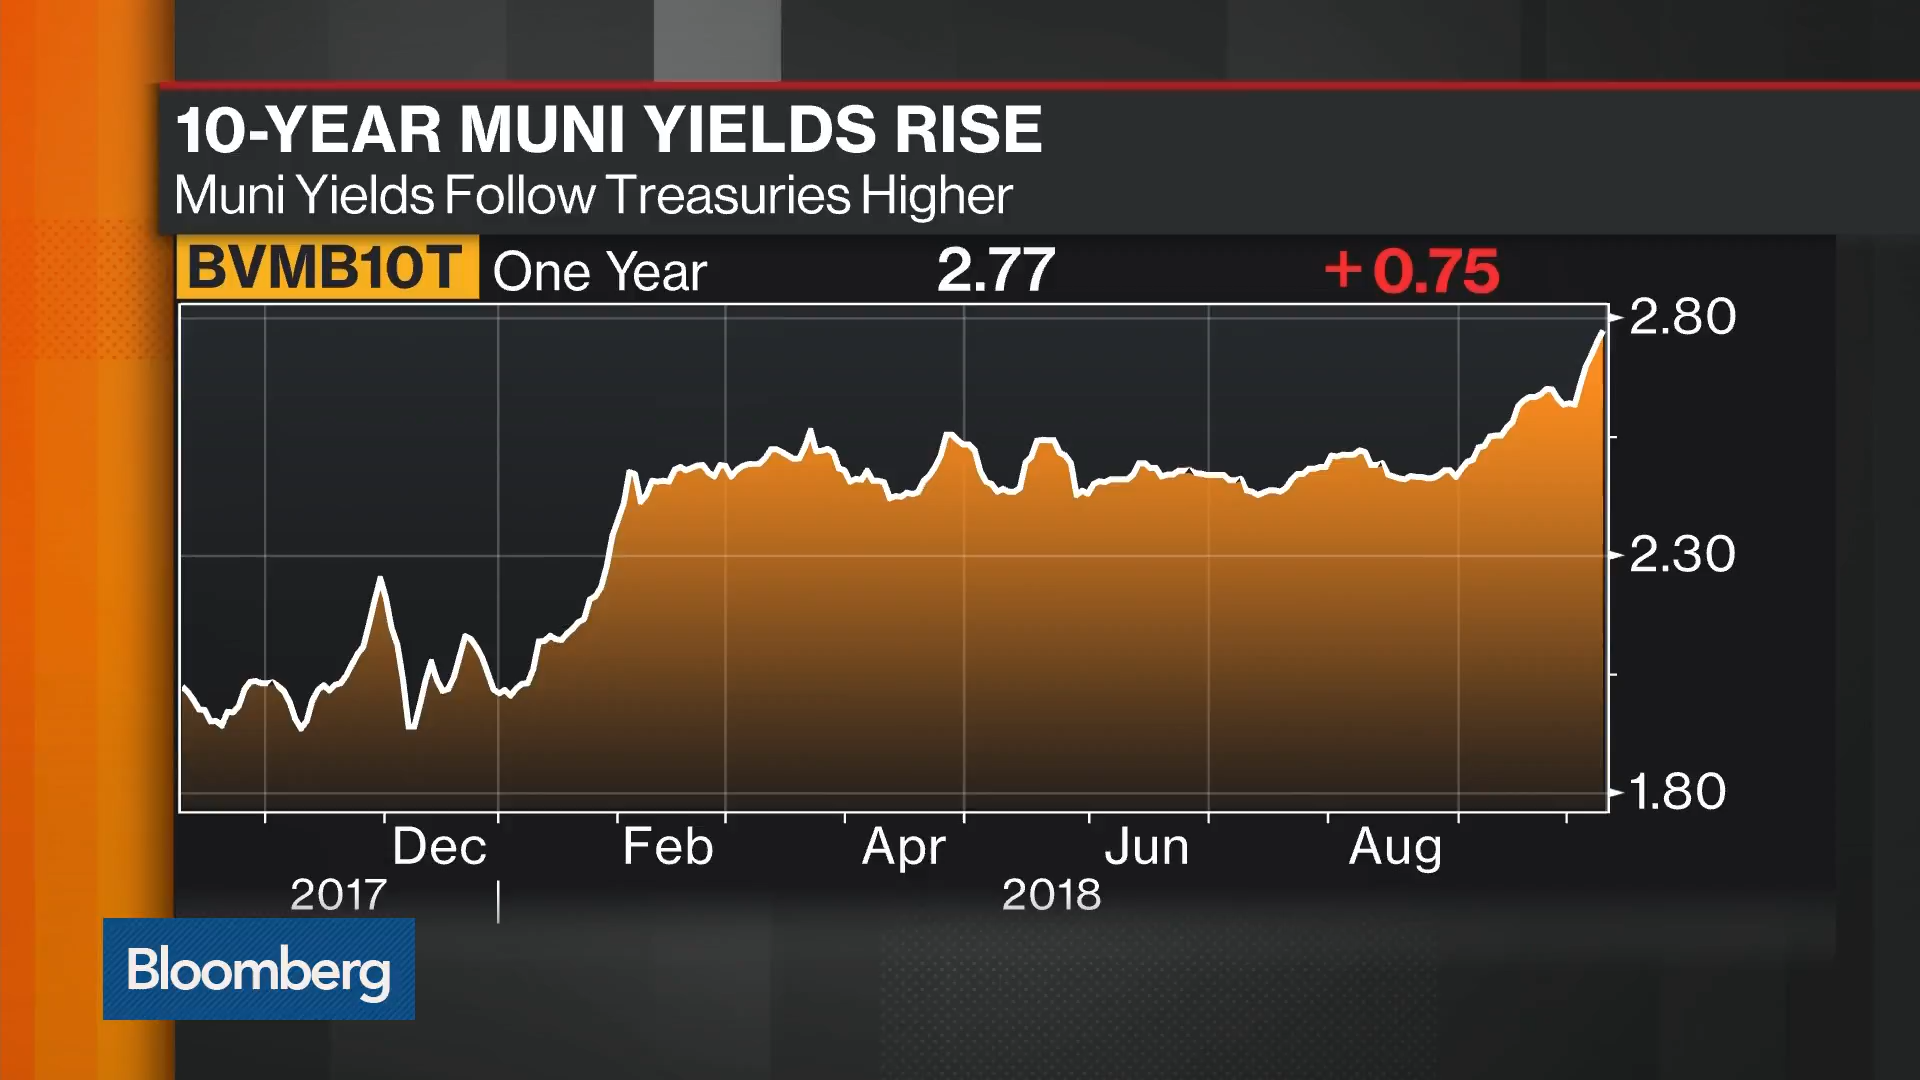 10-YEAR MUNI YIELDS RISE
Muni Yields Follow Treasuries Higher
BVMB10T One Year 2.77 +0.75
2.80
2.30
1.80
Dec Feb Apr Jun Aug
2017 2018
Bloomberg